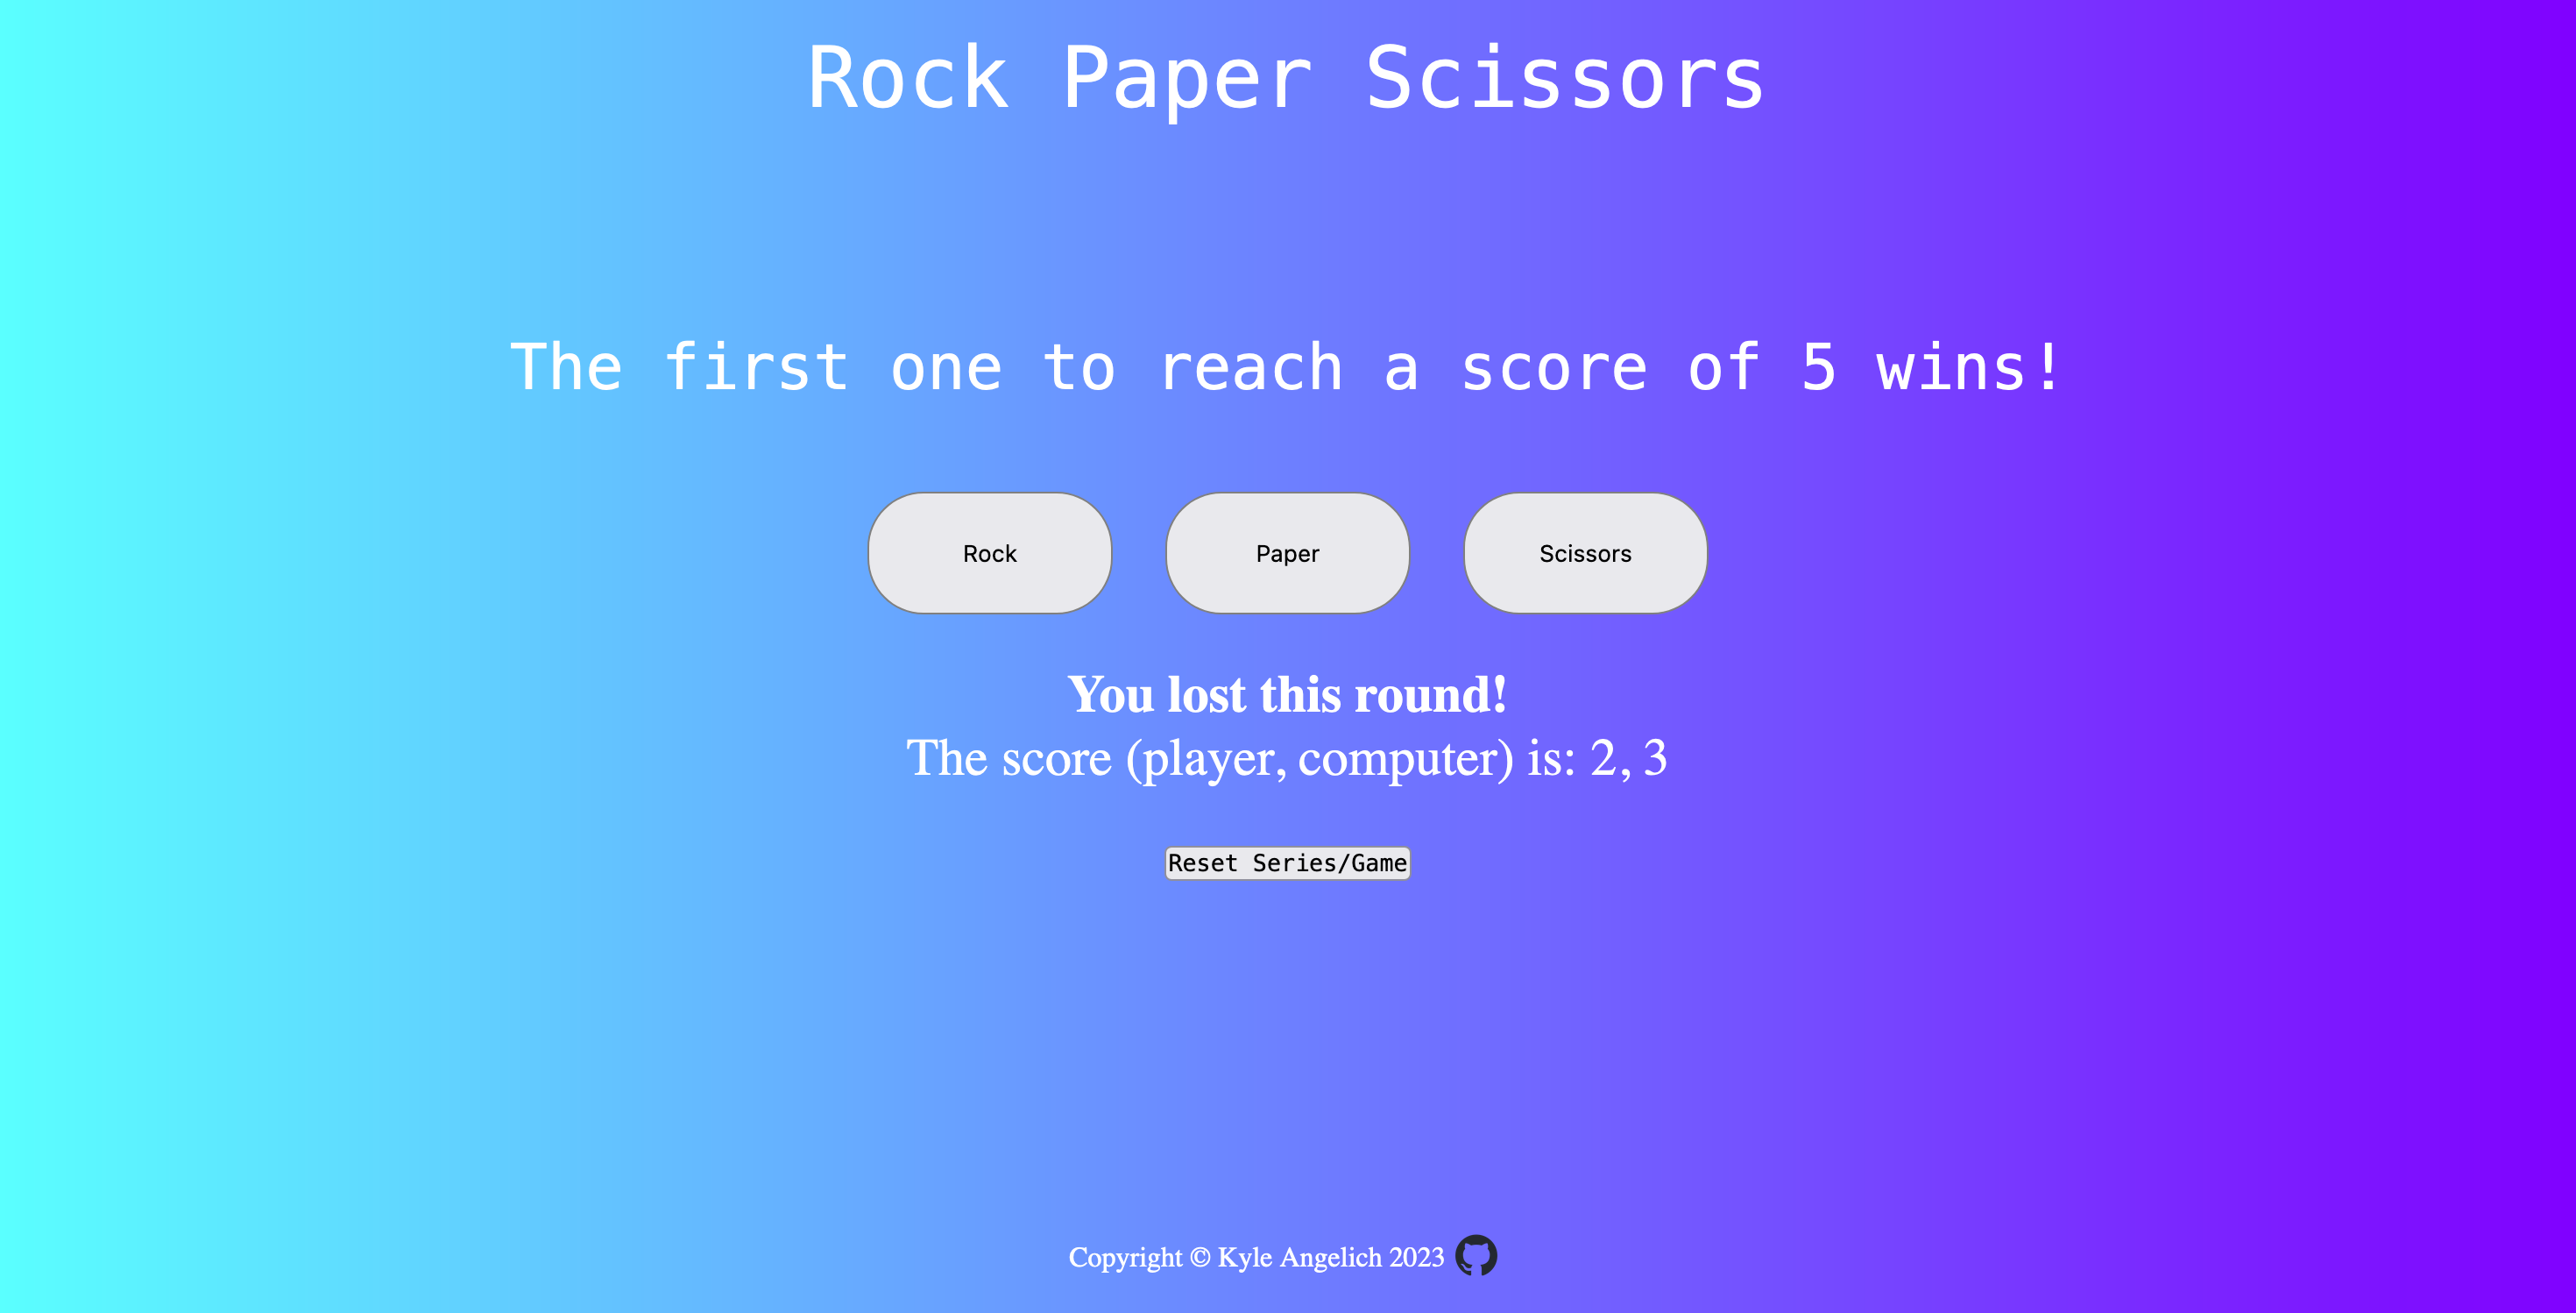 Rock Paper Scissors
The first one to reach a score of 5 wins!
Rock Paper Scissors
You lost this round!
The score (player, computer) is: 2, 3
Reset Series/Game
Copyright © Kyle Angelich 2023